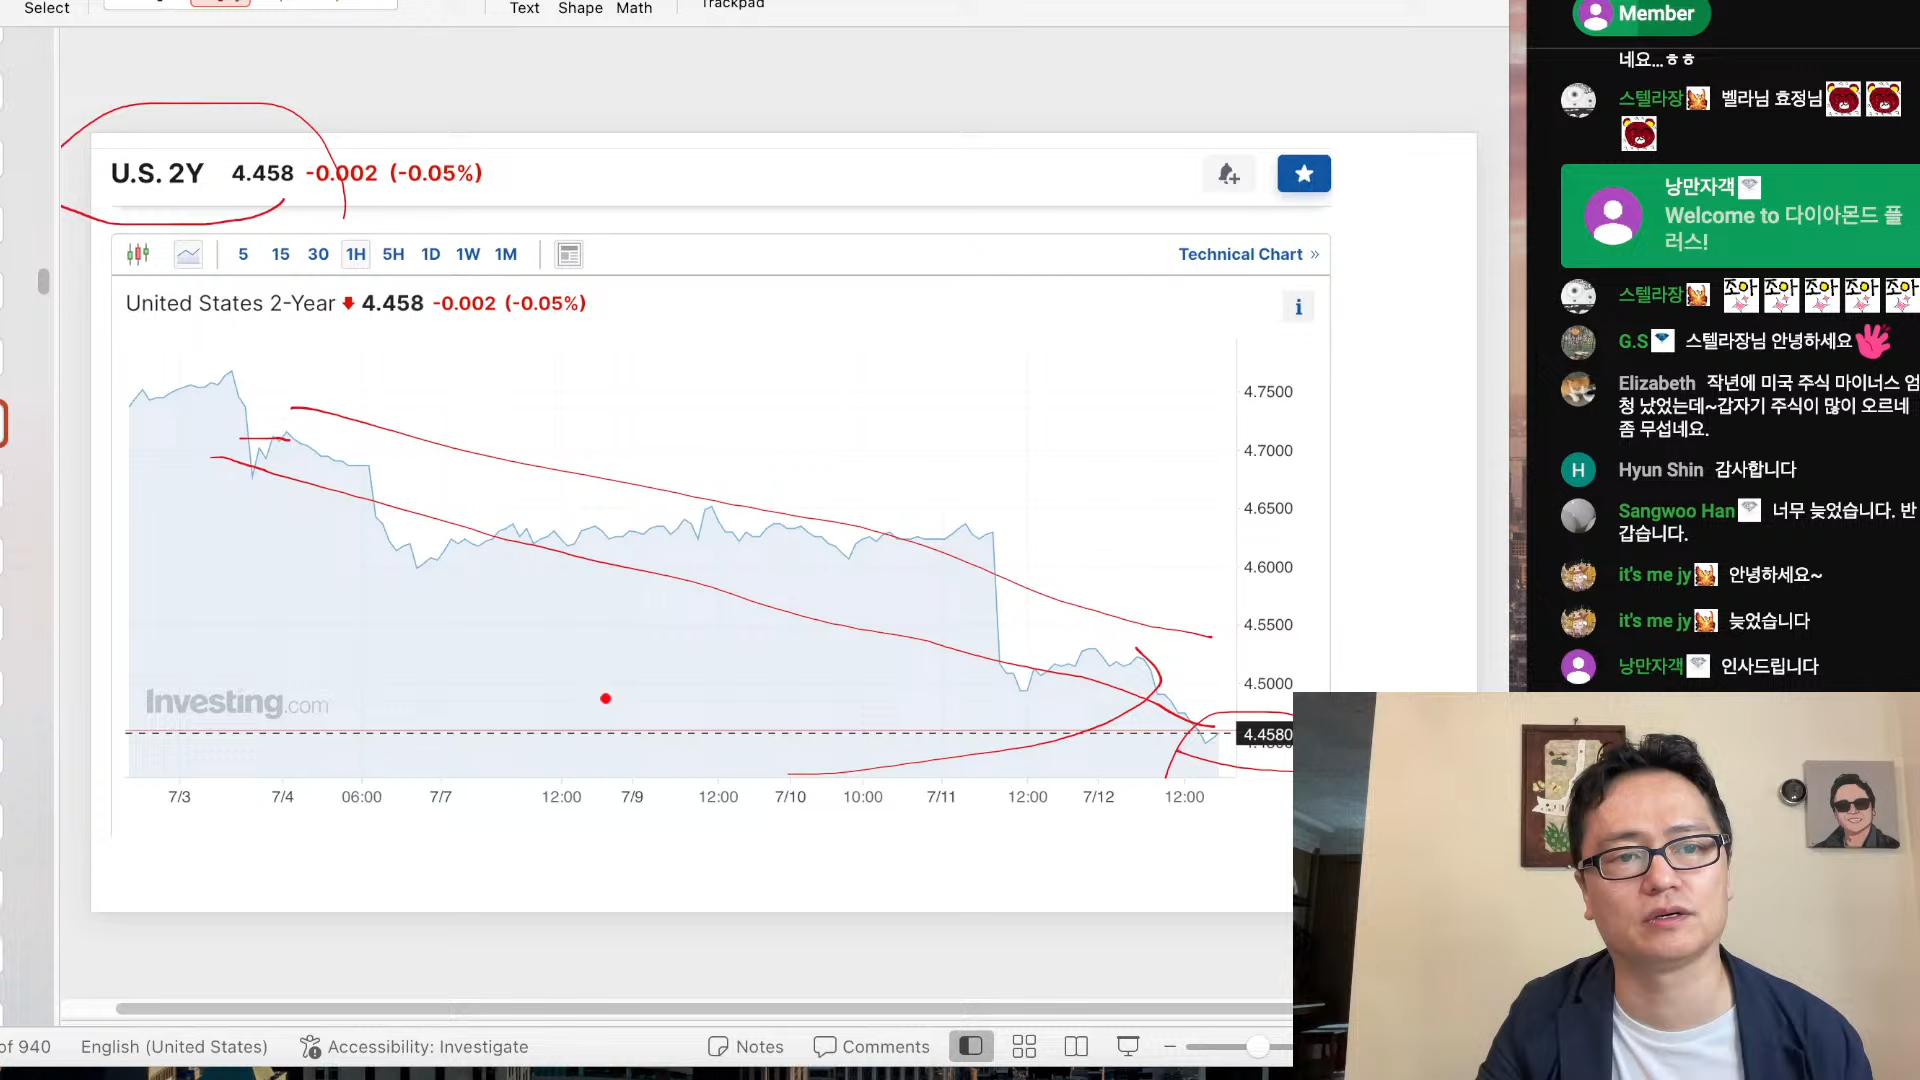 Select
Text Shape Math
Trackpad
U.S. 2Y 4.458 -0.002 (-0.05%)
5 15 30 1H 5H 1D 1W 1M
Technical Chart »
United States 2-Year 4.458 -0.002 (-0.05%)
i
4.7500
4.7000
4.6500
4.6000
4.5500
4.5000
4.4580
Investing.com
7/3 7/4 06:00 7/7 12:00 7/9 12:00 7/10 10:00 7/11 12:00 7/12 12:00
of 940 English (United States) Accessibility: Investigate Notes Comments
Member
네요...ㅎㅎ
스텔라장 벨라님 효정님
낭만자객
Welcome to 다이아몬드 플
러스!
스텔라장 조아 조아 조아 조아 조아
G.S 스텔라장님 안녕하세요
Elizabeth 작년에 미국 주식 마이너스 엄
청 났었는데~갑자기 주식이 많이 오르네
좀 무섭네요.
H Hyun Shin 감사합니다
Sangwoo Han 너무 늦었습니다. 반
갑습니다.
it's me jy 안녕하세요~
it's me jy 늦었습니다
낭만자객 인사드립니다